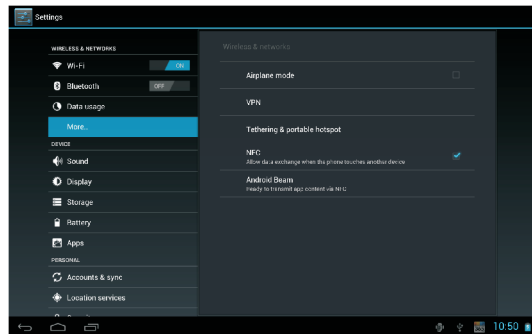 Settings
WIRELESS & NETWORKS
Wi-Fi ON
Bluetooth OFF
Data usage
More...
DEVICE
Sound
Display
Storage
Battery
Apps
PERSONAL
Accounts & sync
Location services
Wireless & networks
Airplane mode
VPN
Tethering & portable hotspot
NFC
Allow data exchange when the phone touches another device
Android Beam
Ready to transmit app content via NFC
10:50